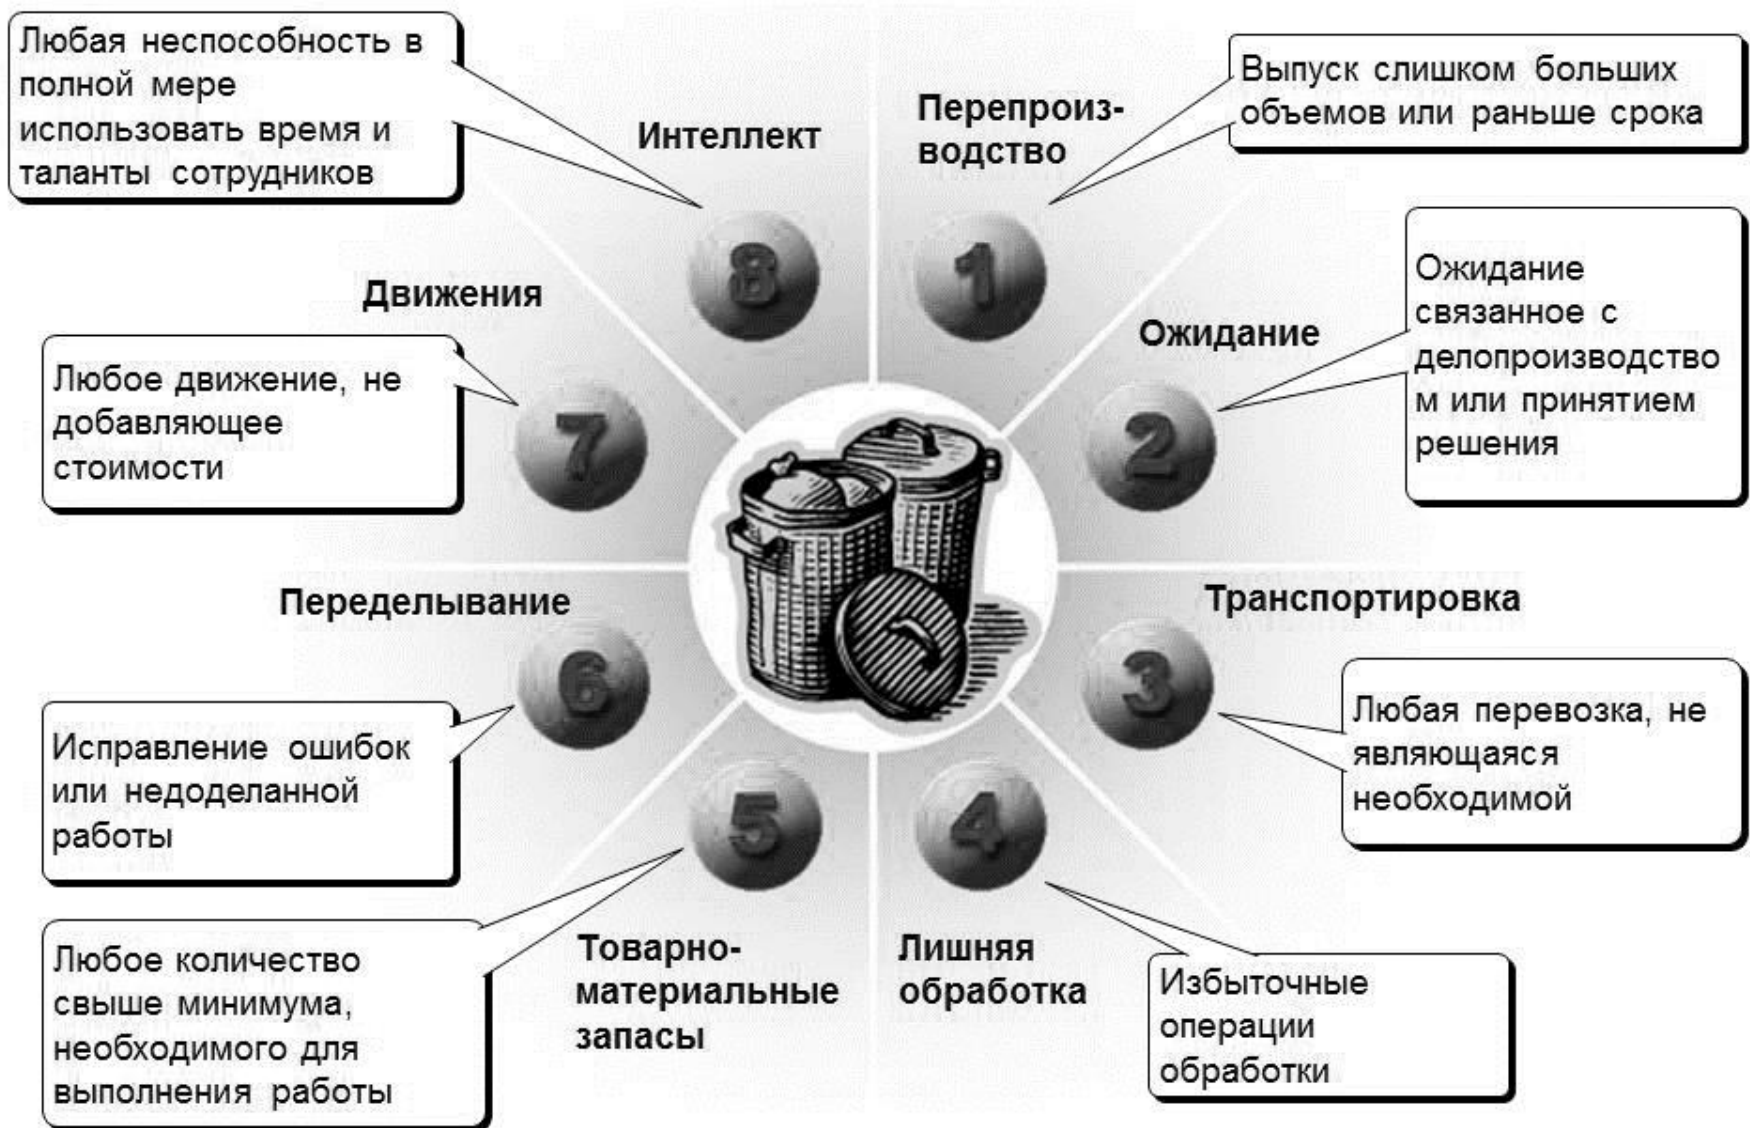 Любая неспособность в
полной мере
использовать время и
таланты сотрудников
Интеллект
8
Перепроиз-
водство
1
Выпуск слишком больших
объемов или раньше срока
Ожидание
2
Ожидание
связанное с
делопроизводство
м или принятием
решения
Движения
7
Любое движение, не
добавляющее
стоимости
Транспортировка
3
Любая перевозка, не
являющаяся
необходимой
Переделывание
6
Исправление ошибок
или недоделанной
работы
5
Товарно-
материальные
запасы
Любое количество
свыше минимума,
необходимого для
выполнения работы
4
Лишняя
обработка
Избыточные
операции
обработки